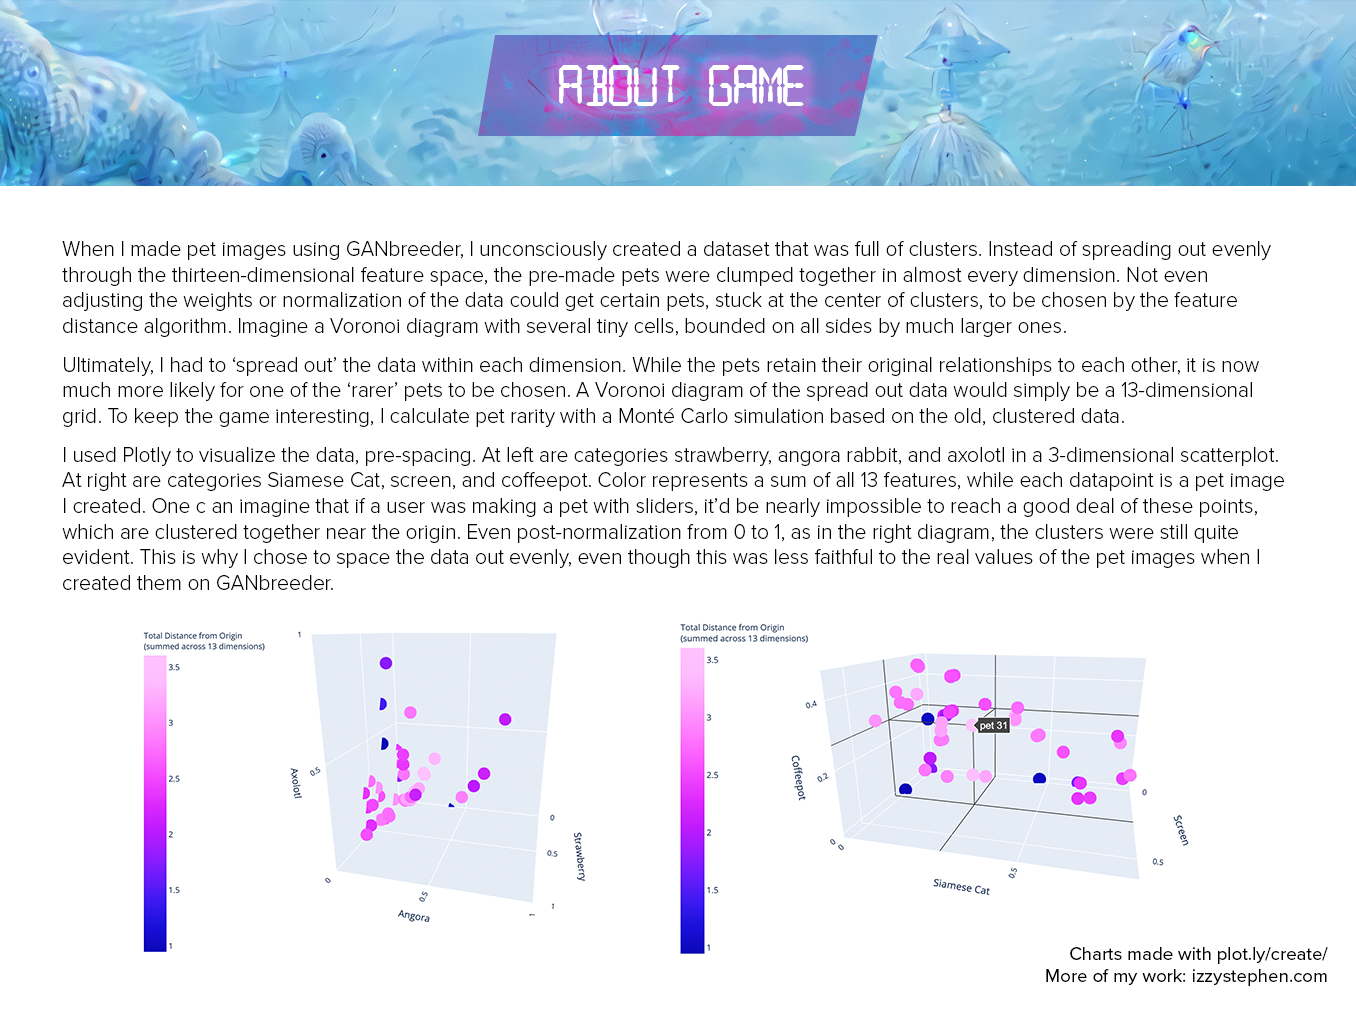 ABOUT GAME
When I made pet images using GANbreeder, I unconsciously created a dataset that was full of clusters. Instead of spreading out evenly
through the thirteen-dimensional feature space, the pre-made pets were clumped together in almost every dimension. Not even
adjusting the weights or normalization of the data could get certain pets, stuck at the center of clusters, to be chosen by the feature
distance algorithm. Imagine a Voronoi diagram with several tiny cells, bounded on all sides by much larger ones.
Ultimately, I had to ‘spread out’ the data within each dimension. While the pets retain their original relationships to each other, it is now
much more likely for one of the ‘rarer’ pets to be chosen. A Voronoi diagram of the spread out data would simply be a 13-dimensional
grid. To keep the game interesting, I calculate pet rarity with a Monté Carlo simulation based on the old, clustered data.
I used Plotly to visualize the data, pre-spacing. At left are categories strawberry, angora rabbit, and axolotl in a 3-dimensional scatterplot.
At right are categories Siamese Cat, screen, and coffeepot. Color represents a sum of all 13 features, while each datapoint is a pet image
I created. One c an imagine that if a user was making a pet with sliders, it’d be nearly impossible to reach a good deal of these points,
which are clustered together near the origin. Even post-normalization from 0 to 1, as in the right diagram, the clusters were still quite
evident. This is why I chose to space the data out evenly, even though this was less faithful to the real values of the pet images when I
created them on GANbreeder.
Total Distance from Origin
(summed across 13 dimensions)
3.5
3
2.5
2
1.5
1
1
0.5
Axolotl
0
0.5
1
Angora
0
0.5
1
Strawberry
Total Distance from Origin
(summed across 13 dimensions)
3.5
3
2.5
2
1.5
1
0.4
0.2
0
Coffeepot
pet 31
0
0.5
Siamese Cat
0
0.5
Screen
Charts made with plot.ly/create/
More of my work: izzystephen.com